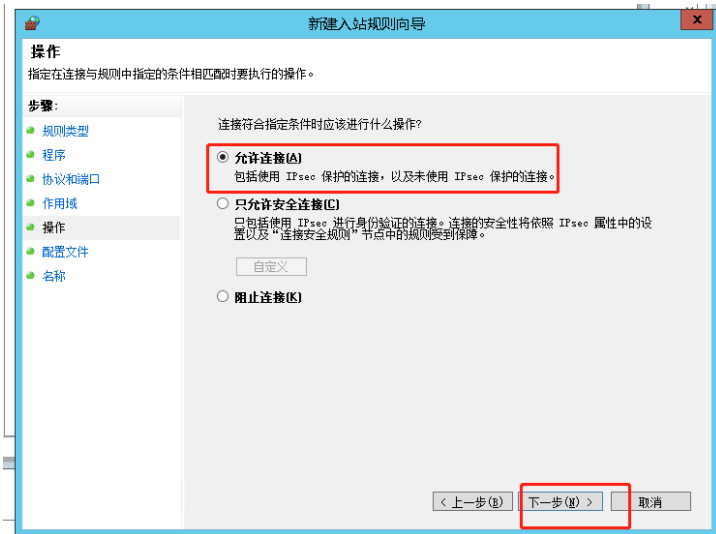 新建入站规则向导
x
操作
指定在连接与规则中指定的条件相匹配时要执行的操作。
步骤:
规则类型
程序
协议和端口
作用域
操作
配置文件
名称
连接符合指定条件时应该进行什么操作?
允许连接(A)
包括使用 IPsec 保护的连接，以及未使用 IPsec 保护的连接。
只允许安全连接(C)
只包括使用 IPsec 进行身份验证的连接。连接的安全性将依照 IPsec 属性中的设
置以及“连接安全规则”节点中的规则受到保障。
自定义
阻止连接(K)
< 上一步(B) 下一步(N) > 取消